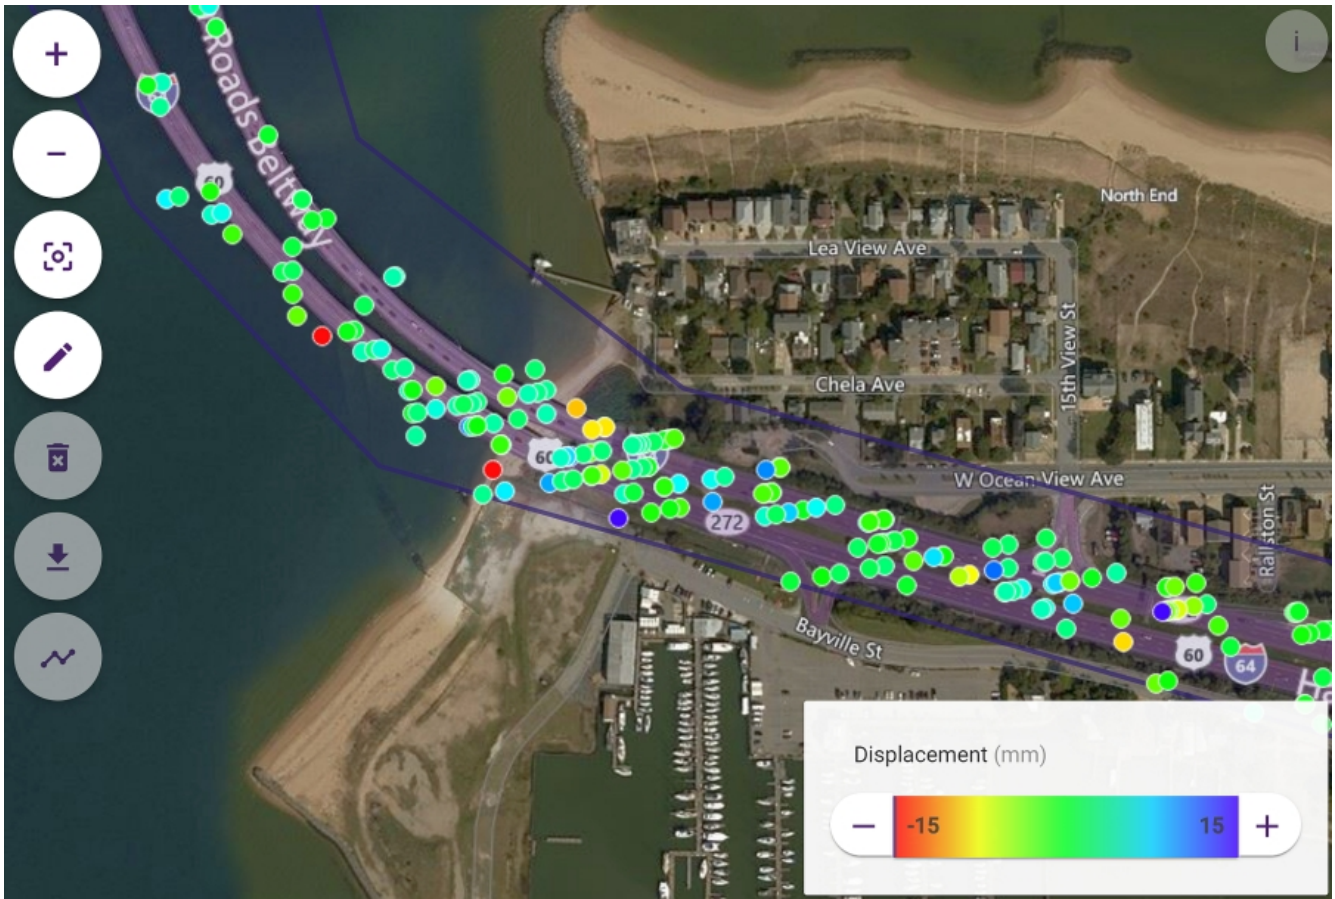 Roads Beltway
60
i
North End
Lea View Ave
15th View St
Chela Ave
60
W Ocean View Ave
272
Rallston St
Bayville St
60
64
Displacement (mm)
-15
15